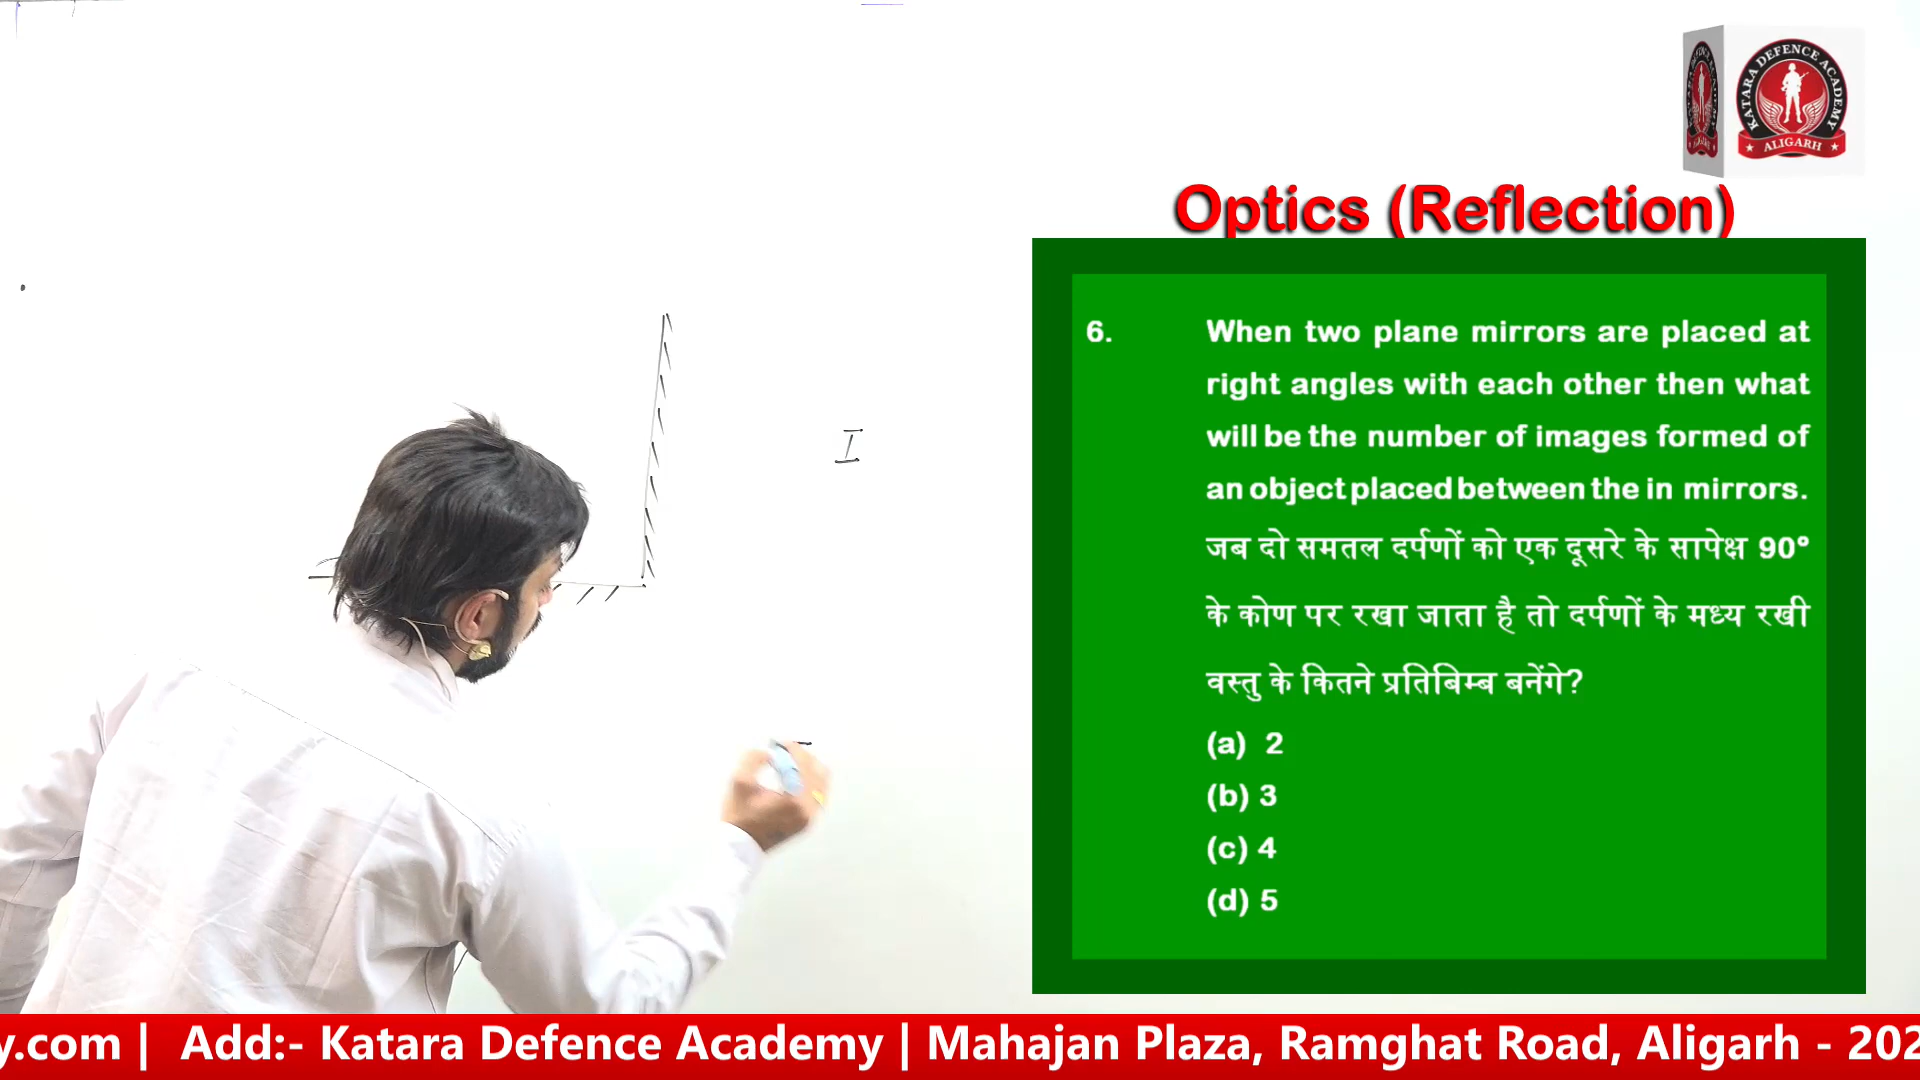 KATARA DEFENCE ACADEMY
ALIGARH
Optics (Reflection)
6. When two plane mirrors are placed at
right angles with each other then what
will be the number of images formed of
an object placed between the in mirrors.
जब दो समतल दर्पणों को एक दूसरे के सापेक्ष 90°
के कोण पर रखा जाता है तो दर्पणों के मध्य रखी
वस्तु के कितने प्रतिबिम्ब बनेंगे?
(a) 2
(b) 3
(c) 4
(d) 5
I
y.com | Add:- Katara Defence Academy | Mahajan Plaza, Ramghat Road, Aligarh - 202